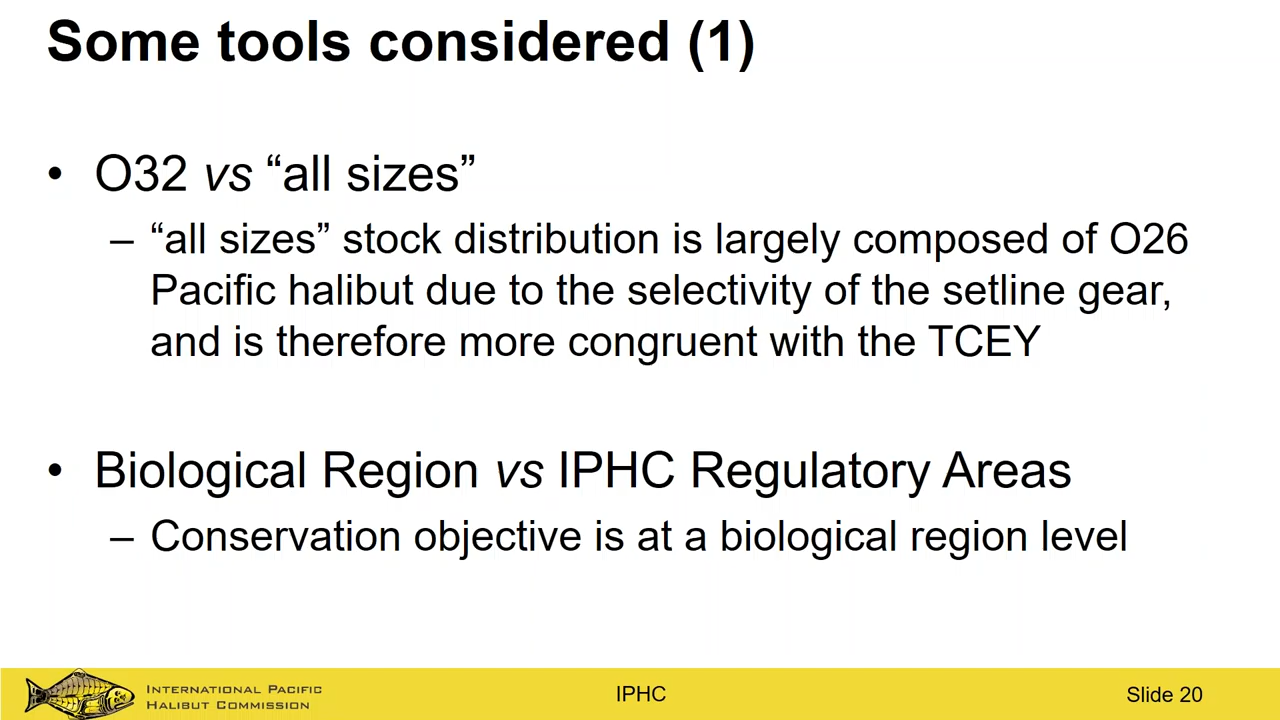 Some tools considered (1)
• O32 vs “all sizes”
– “all sizes” stock distribution is largely composed of O26
Pacific halibut due to the selectivity of the setline gear,
and is therefore more congruent with the TCEY
• Biological Region vs IPHC Regulatory Areas
– Conservation objective is at a biological region level
INTERNATIONAL PACIFIC
HALIBUT COMMISSION
IPHC
Slide 20